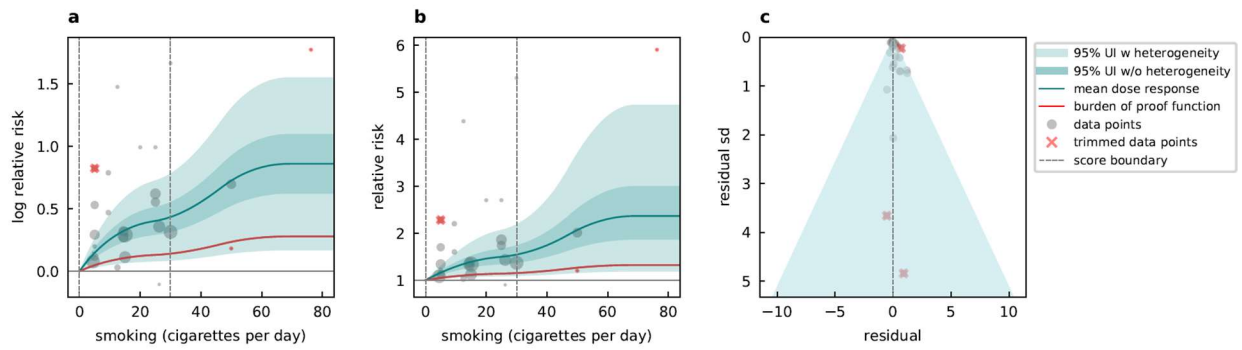 a
b
c
1.5
1.0
0.5
0.0
log relative risk
0 20 40 60 80
smoking (cigarettes per day)
6
5
4
3
2
1
relative risk
0 20 40 60 80
smoking (cigarettes per day)
0
1
2
3
4
5
residual sd
−10 −5 0 5 10
residual
95% UI w heterogeneity
95% UI w/o heterogeneity
mean dose response
burden of proof function
data points
trimmed data points
score boundary